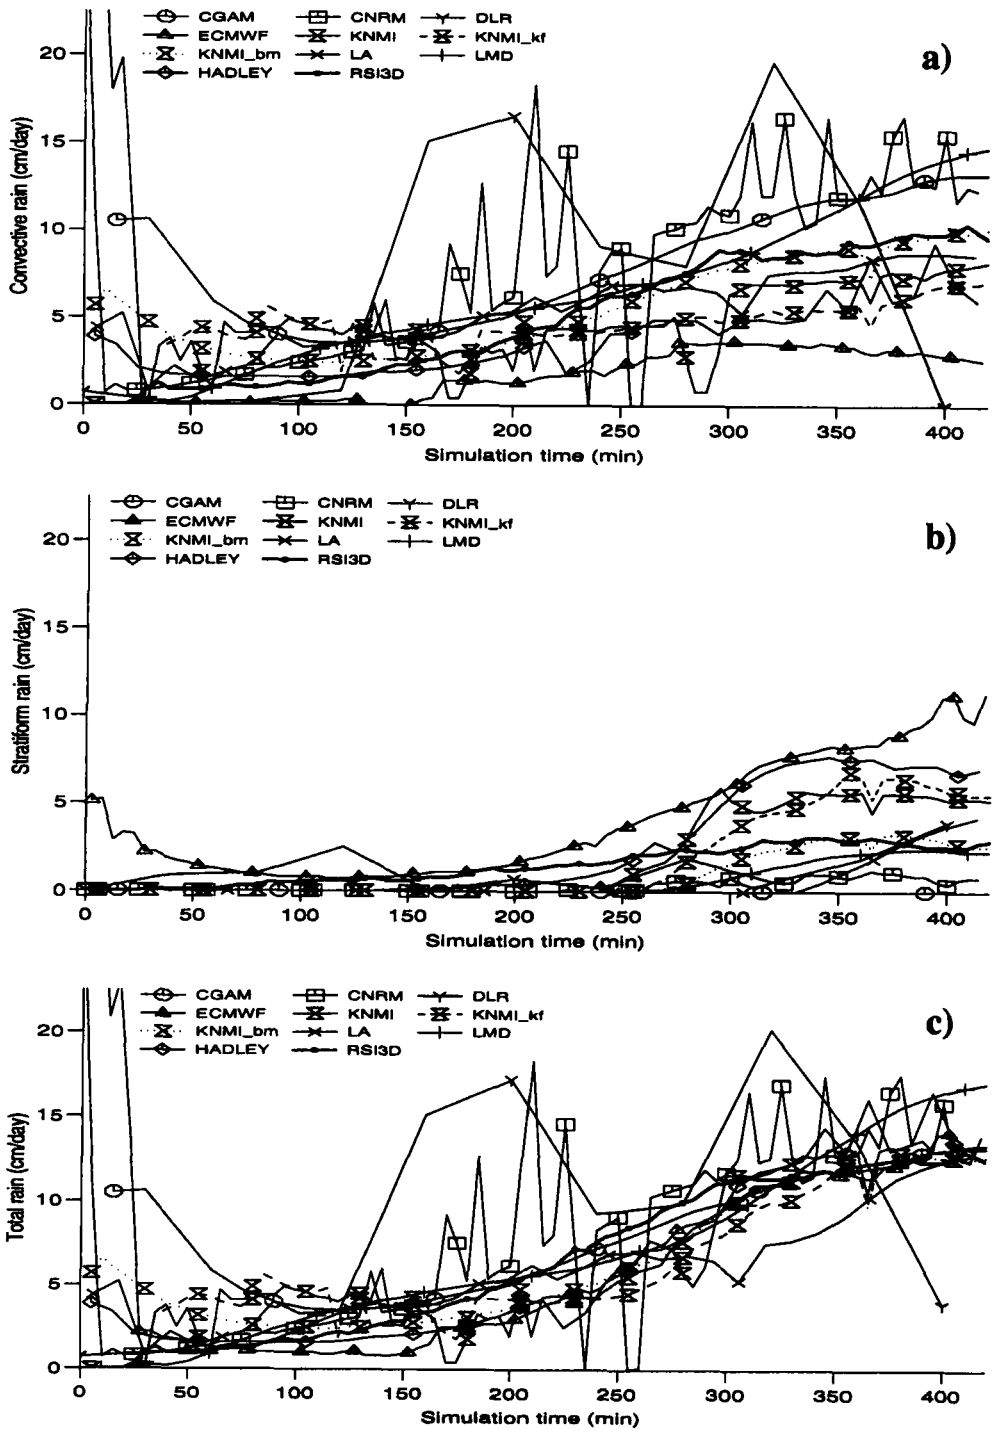 CGAM CNRM DLR
ECMWF KNMI KNMI_kf
KNMI_bm LA LMD
HADLEY RSI3D
a)
20
15
10
5
0
Convective rain (cm/day)
0 50 100 150 200 250 300 350 400
Simulation time (min)
CGAM CNRM DLR
ECMWF KNMI KNMI_kf
KNMI_bm LA LMD
HADLEY RSI3D
b)
20
15
10
5
0
Stratiform rain (cm/day)
0 50 100 150 200 250 300 350 400
Simulation time (min)
CGAM CNRM DLR
ECMWF KNMI KNMI_kf
KNMI_bm LA LMD
HADLEY RSI3D
c)
20
15
10
5
0
Total rain (cm/day)
0 50 100 150 200 250 300 350 400
Simulation time (min)